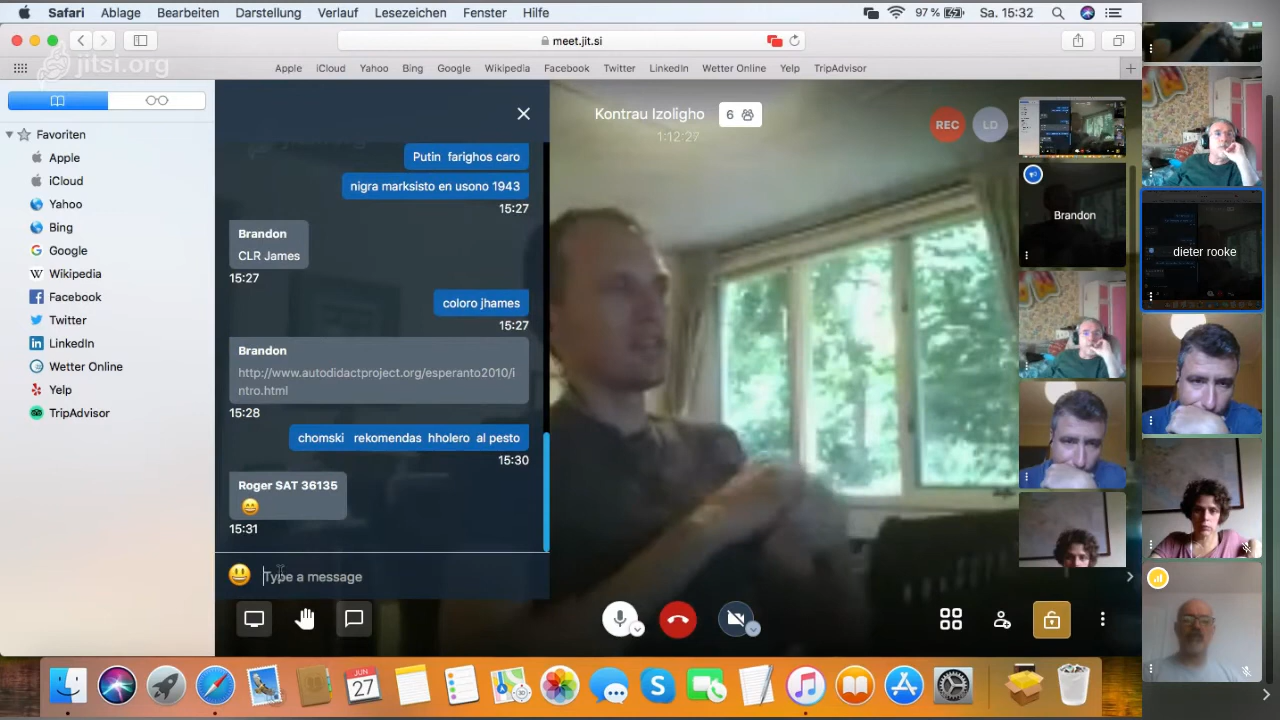 Safari Ablage Bearbeiten Darstellung Verlauf Lesezeichen Fenster Hilfe 97 % Sa. 15:32
meet.jit.si
jitsi.org
Apple iCloud Yahoo Bing Google Wikipedia Facebook Twitter LinkedIn Wetter Online Yelp TripAdvisor
Favoriten
Apple
iCloud
Yahoo
Bing
Google
Wikipedia
Facebook
Twitter
LinkedIn
Wetter Online
Yelp
TripAdvisor
Putin farighos caro
nigra marksisto en usono 1943
15:27
Brandon
CLR James
15:27
coloro jhames
15:27
Brandon
http://www.autodidactproject.org/esperanto2010/i
ntro.html
15:28
chomski rekomendas hholero al pesto
15:30
Roger SAT 36135
15:31
Type a message
Kontrau Izoligho 6
1:12:27
REC LD
Brandon
dieter rooke
JUN
27